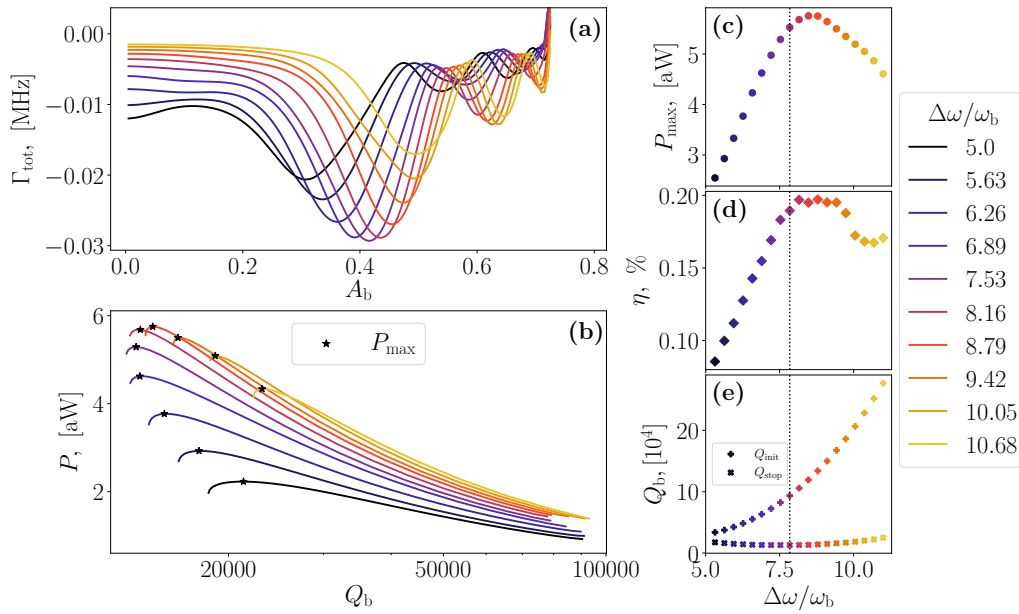 0.00
−0.01
−0.02
−0.03
Γtot, [MHz]
(a)
0.0 0.2 0.4 0.6 0.8
Ab
6
4
2
P, [aW]
(b)
Pmax
20000 50000 100000
Qb
5
4
3
Pmax, [aW]
(c)
0.20
0.15
0.10
η, %
(d)
20
10
0
Qb, [10⁴]
(e)
Qinit
Qstop
5.0 7.5 10.0
Δω/ωb
Δω/ωb
5.0
5.63
6.26
6.89
7.53
8.16
8.79
9.42
10.05
10.68